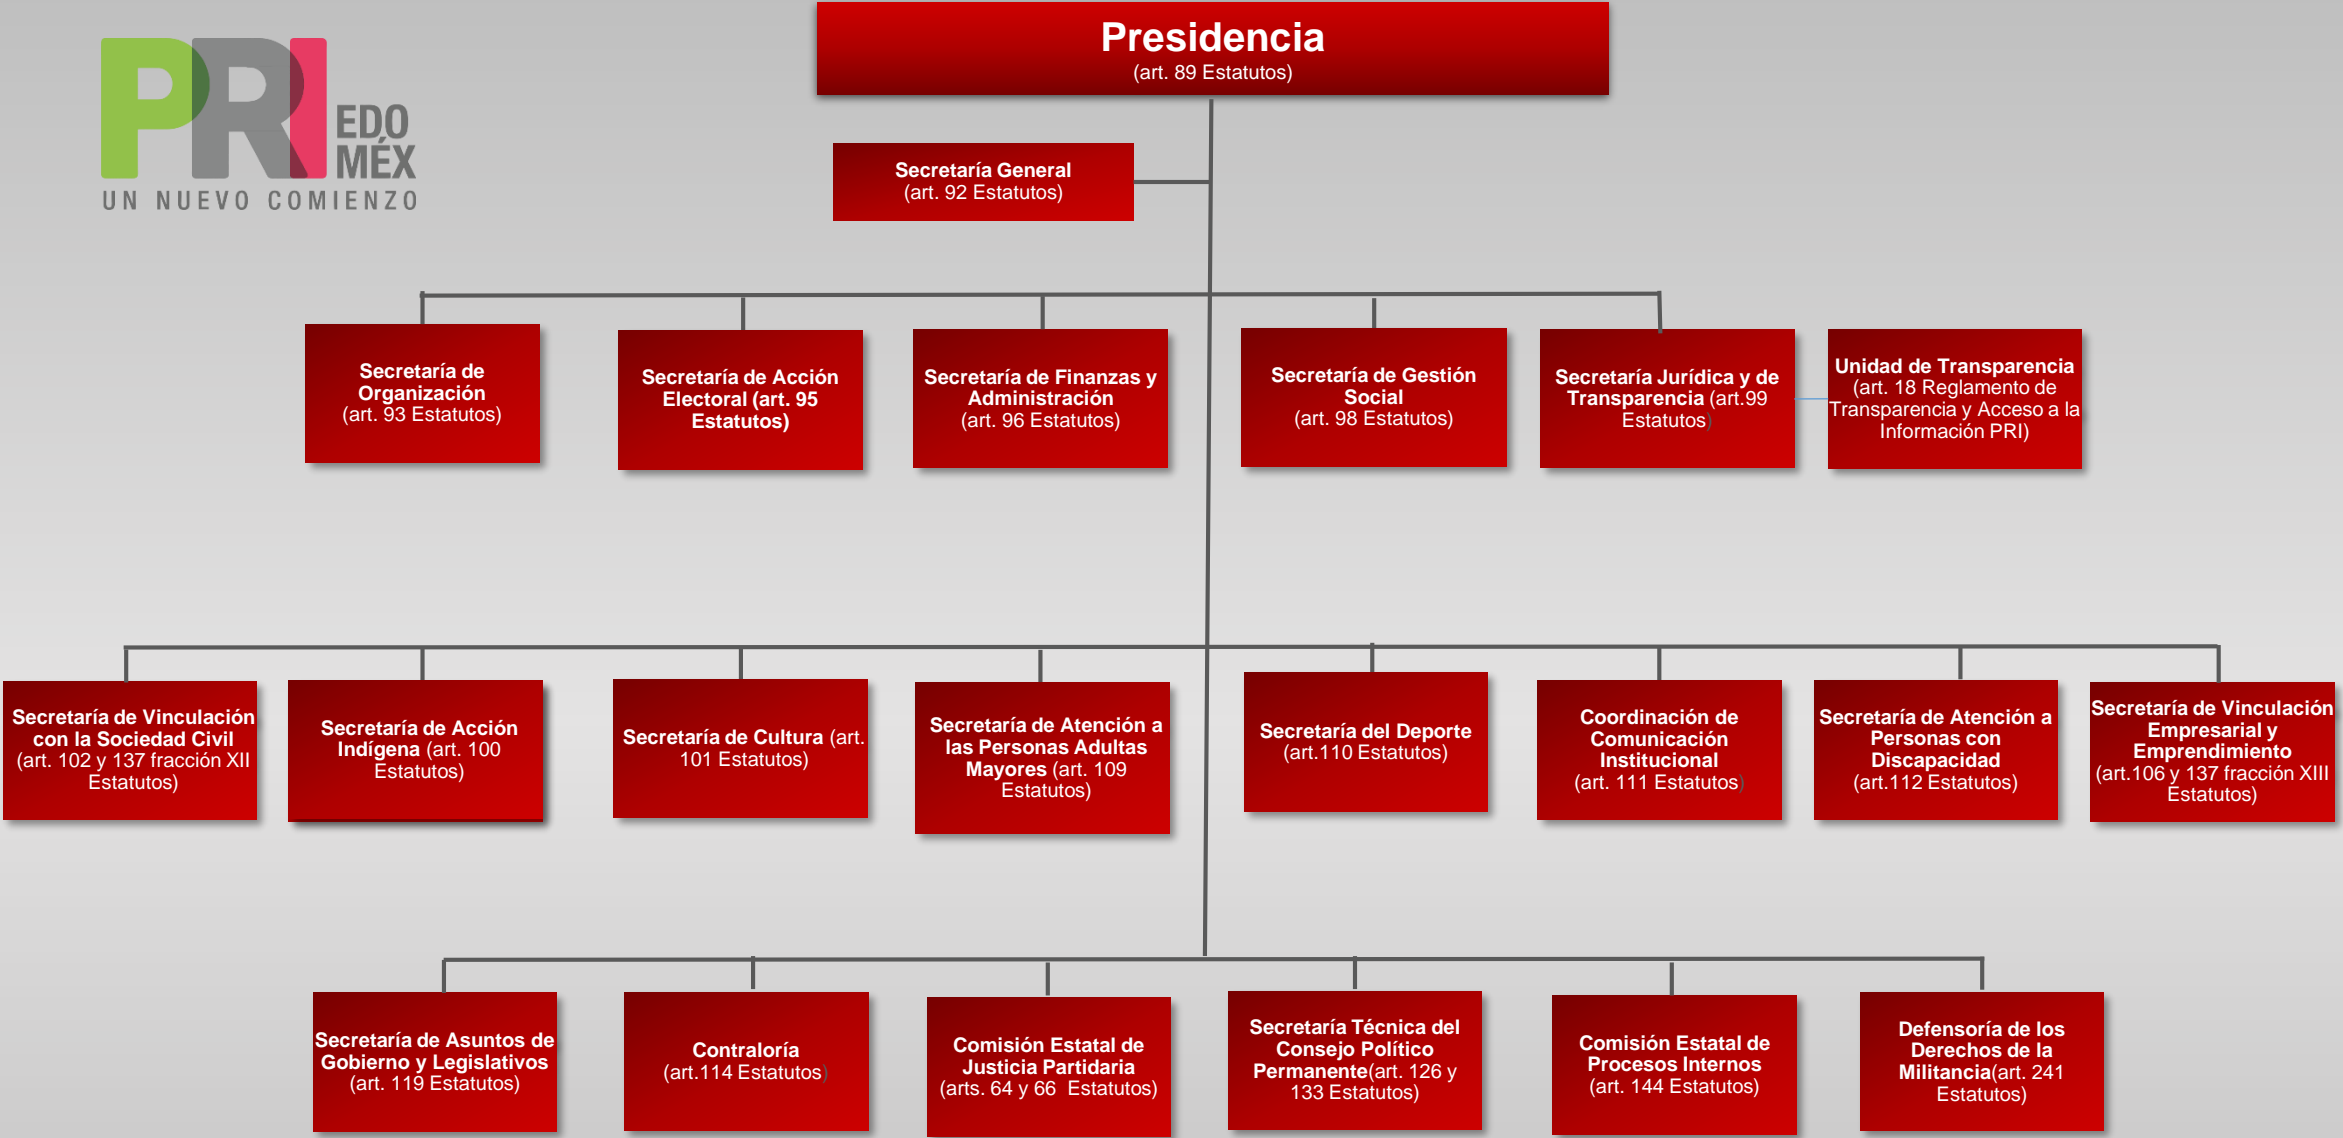 Presidencia
(art. 89 Estatutos)
PRI
EDO
MÉX
UN NUEVO COMIENZO
Secretaría General
(art. 92 Estatutos)
Secretaría de
Organización
(art. 93 Estatutos)
Secretaría de Acción
Electoral (art. 95
Estatutos)
Secretaría de Finanzas y
Administración
(art. 96 Estatutos)
Secretaría de Gestión
Social
(art. 98 Estatutos)
Secretaría Jurídica y de
Transparencia (art.99
Estatutos)
Unidad de Transparencia
(art. 18 Reglamento de
Transparencia y Acceso a la
Información PRI)
Secretaría de Vinculación
con la Sociedad Civil
(art. 102 y 137 fracción XII
Estatutos)
Secretaría de Acción
Indígena (art. 100
Estatutos)
Secretaría de Cultura (art.
101 Estatutos)
Secretaría de Atención a
las Personas Adultas
Mayores (art. 109
Estatutos)
Secretaría del Deporte
(art.110 Estatutos)
Coordinación de
Comunicación
Institucional
(art. 111 Estatutos)
Secretaría de Atención a
Personas con
Discapacidad
(art.112 Estatutos)
Secretaría de Vinculación
Empresarial y
Emprendimiento
(art.106 y 137 fracción XIII
Estatutos)
Secretaría de Asuntos de
Gobierno y Legislativos
(art. 119 Estatutos)
Contraloría
(art.114 Estatutos)
Comisión Estatal de
Justicia Partidaria
(arts. 64 y 66  Estatutos)
Secretaría Técnica del
Consejo Político
Permanente(art. 126 y
133 Estatutos)
Comisión Estatal de
Procesos Internos
(art. 144 Estatutos)
Defensoría de los
Derechos de la
Militancia(art. 241
Estatutos)